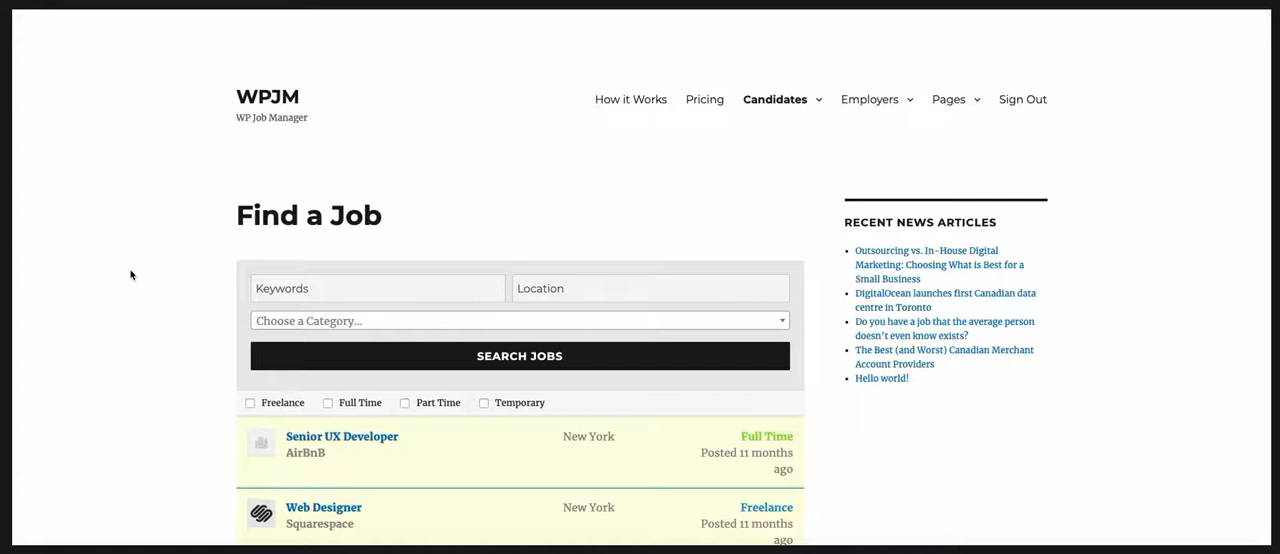 WPJM
WP Job Manager
How it Works
Pricing
Candidates
Employers
Pages
Sign Out
Find a Job
Keywords
Location
Choose a Category...
SEARCH JOBS
Freelance
Full Time
Part Time
Temporary
Senior UX Developer
AirBnB
New York
Full Time
Posted 11 months
ago
Web Designer
Squarespace
New York
Freelance
Posted 11 months
ago
RECENT NEWS ARTICLES
Outsourcing vs. In-House Digital
Marketing: Choosing What is Best for a
Small Business
DigitalOcean launches first Canadian data
centre in Toronto
Do you have a job that the average person
doesn't even know exists?
The Best (and Worst) Canadian Merchant
Account Providers
Hello world!